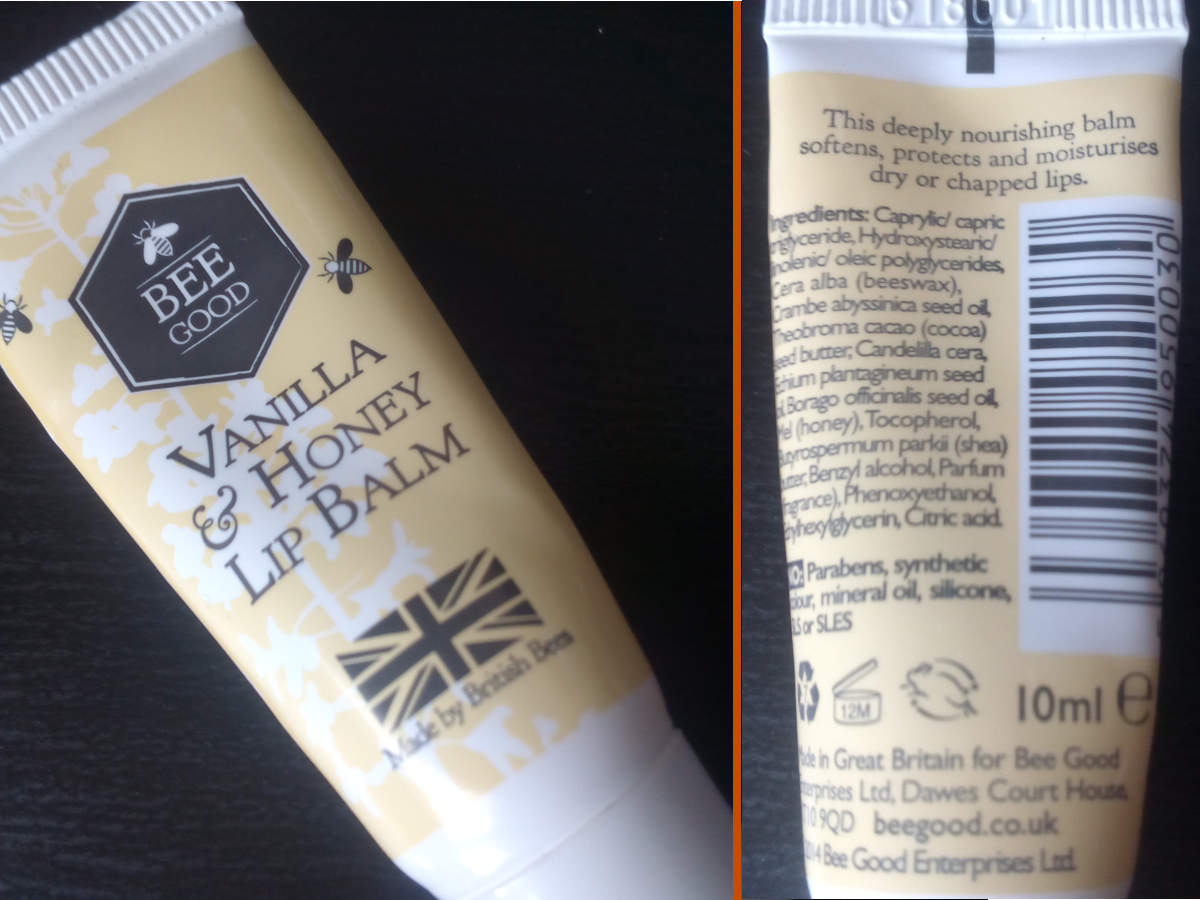 BEE
GOOD
VANILLA
& HONEY
LIP BALM
Made by British Bees
This deeply nourishing balm
softens, protects and moisturises
dry or chapped lips.
Ingredients: Caprylic/ capric
triglyceride, Hydroxystearic/
linolenic/ oleic polyglycerides,
Cera alba (beeswax),
Crambe abyssinica seed oil,
Theobroma cacao (cocoa)
seed butter, Candelilla cera,
Echium plantagineum seed
oil, Borago officinalis seed oil,
Mel (honey), Tocopherol,
Butyrospermum parkii (shea)
butter, Benzyl alcohol, Parfum
(fragrance), Phenoxyethanol,
Ethylhexylglycerin, Citric acid.
NO: Parabens, synthetic
colour, mineral oil, silicone,
SLS or SLES
7
12M
10ml e
Made in Great Britain for Bee Good
Enterprises Ltd, Dawes Court House,
9QD beegood.co.uk
2014 Bee Good Enterprises Ltd.